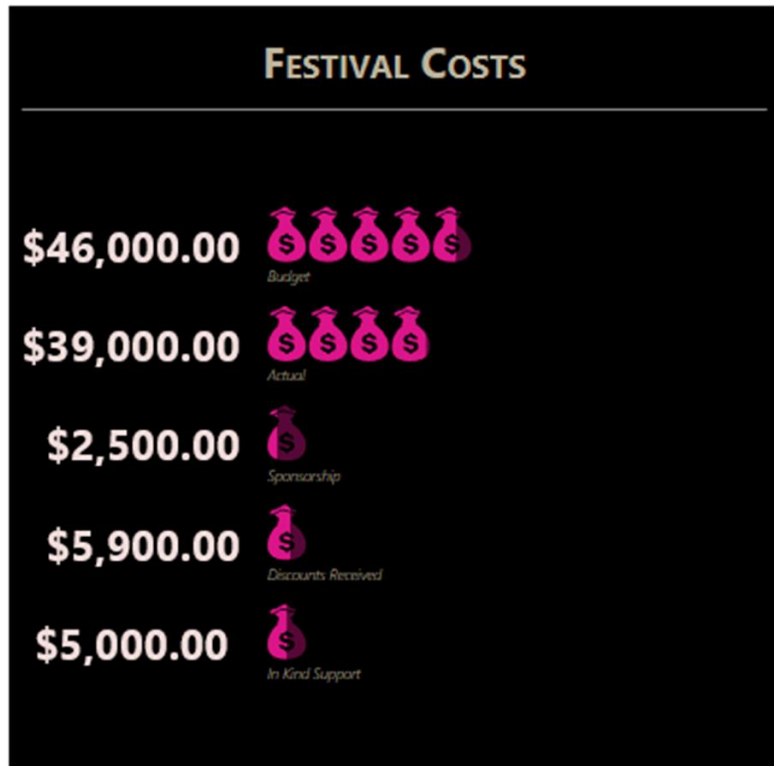 Festival Costs
$46,000.00
Budget
$39,000.00
Actual
$2,500.00
Sponsorship
$5,900.00
Discounts Received
$5,000.00
In Kind Support